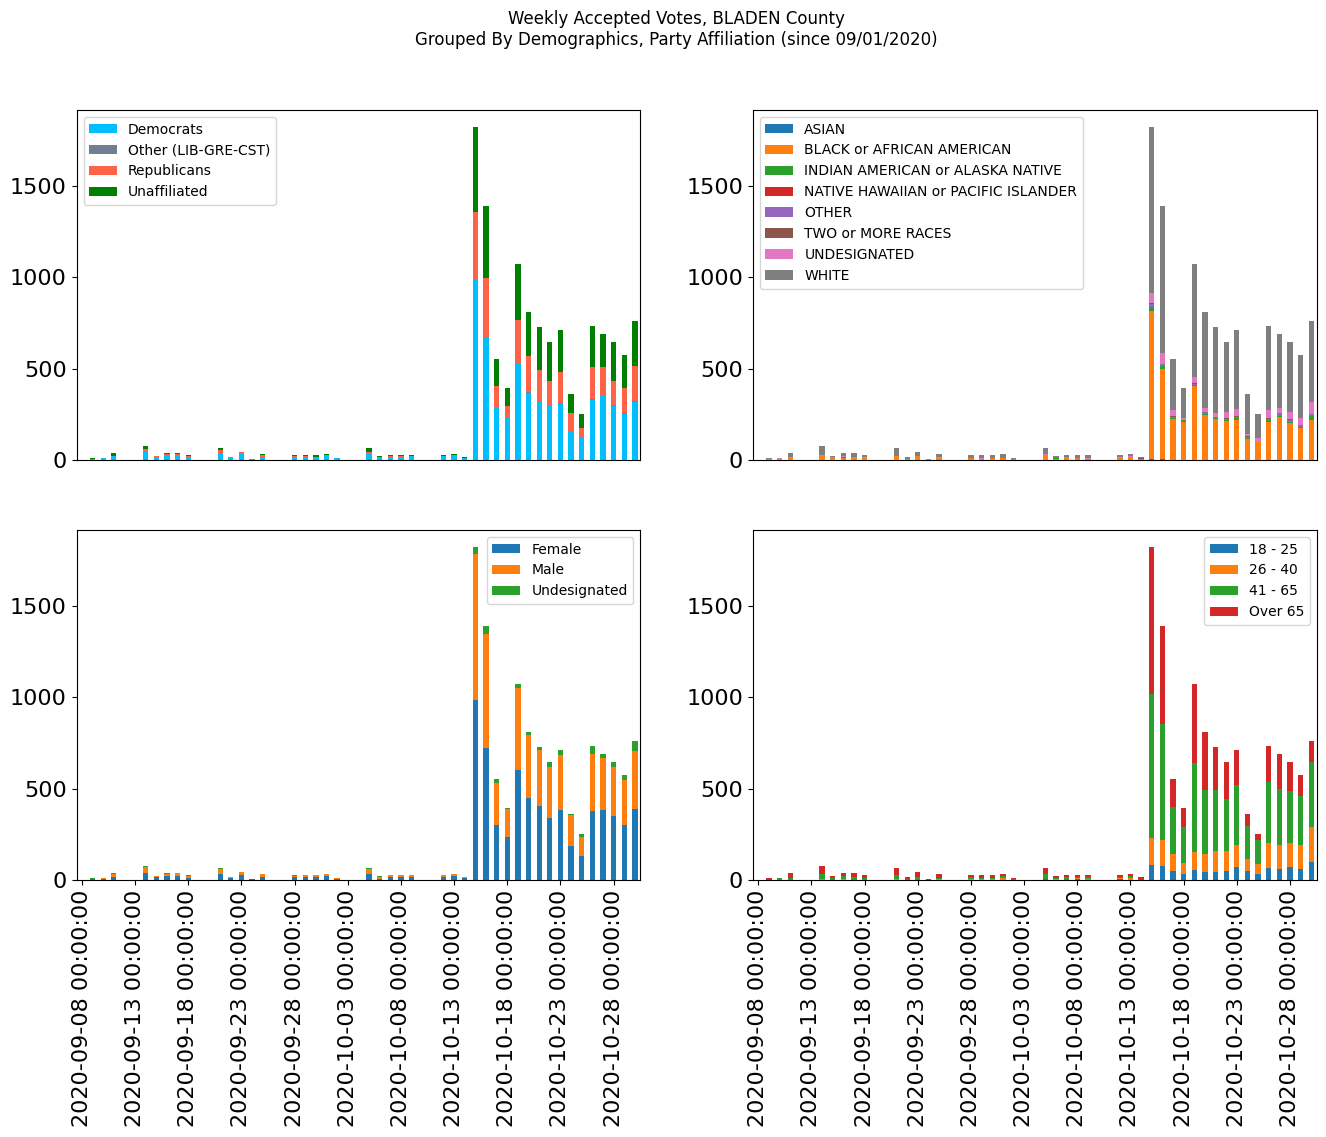 Weekly Accepted Votes, BLADEN County
Grouped By Demographics, Party Affiliation (since 09/01/2020)
Democrats
Other (LIB-GRE-CST)
Republicans
Unaffiliated
1500
1000
500
0
ASIAN
BLACK or AFRICAN AMERICAN
INDIAN AMERICAN or ALASKA NATIVE
NATIVE HAWAIIAN or PACIFIC ISLANDER
OTHER
TWO or MORE RACES
UNDESIGNATED
WHITE
1500
1000
500
0
Female
Male
Undesignated
1500
1000
500
0
2020-09-08 00:00:00
2020-09-13 00:00:00
2020-09-18 00:00:00
2020-09-23 00:00:00
2020-09-28 00:00:00
2020-10-03 00:00:00
2020-10-08 00:00:00
2020-10-13 00:00:00
2020-10-18 00:00:00
2020-10-23 00:00:00
2020-10-28 00:00:00
18 - 25
26 - 40
41 - 65
Over 65
1500
1000
500
0
2020-09-08 00:00:00
2020-09-13 00:00:00
2020-09-18 00:00:00
2020-09-23 00:00:00
2020-09-28 00:00:00
2020-10-03 00:00:00
2020-10-08 00:00:00
2020-10-13 00:00:00
2020-10-18 00:00:00
2020-10-23 00:00:00
2020-10-28 00:00:00